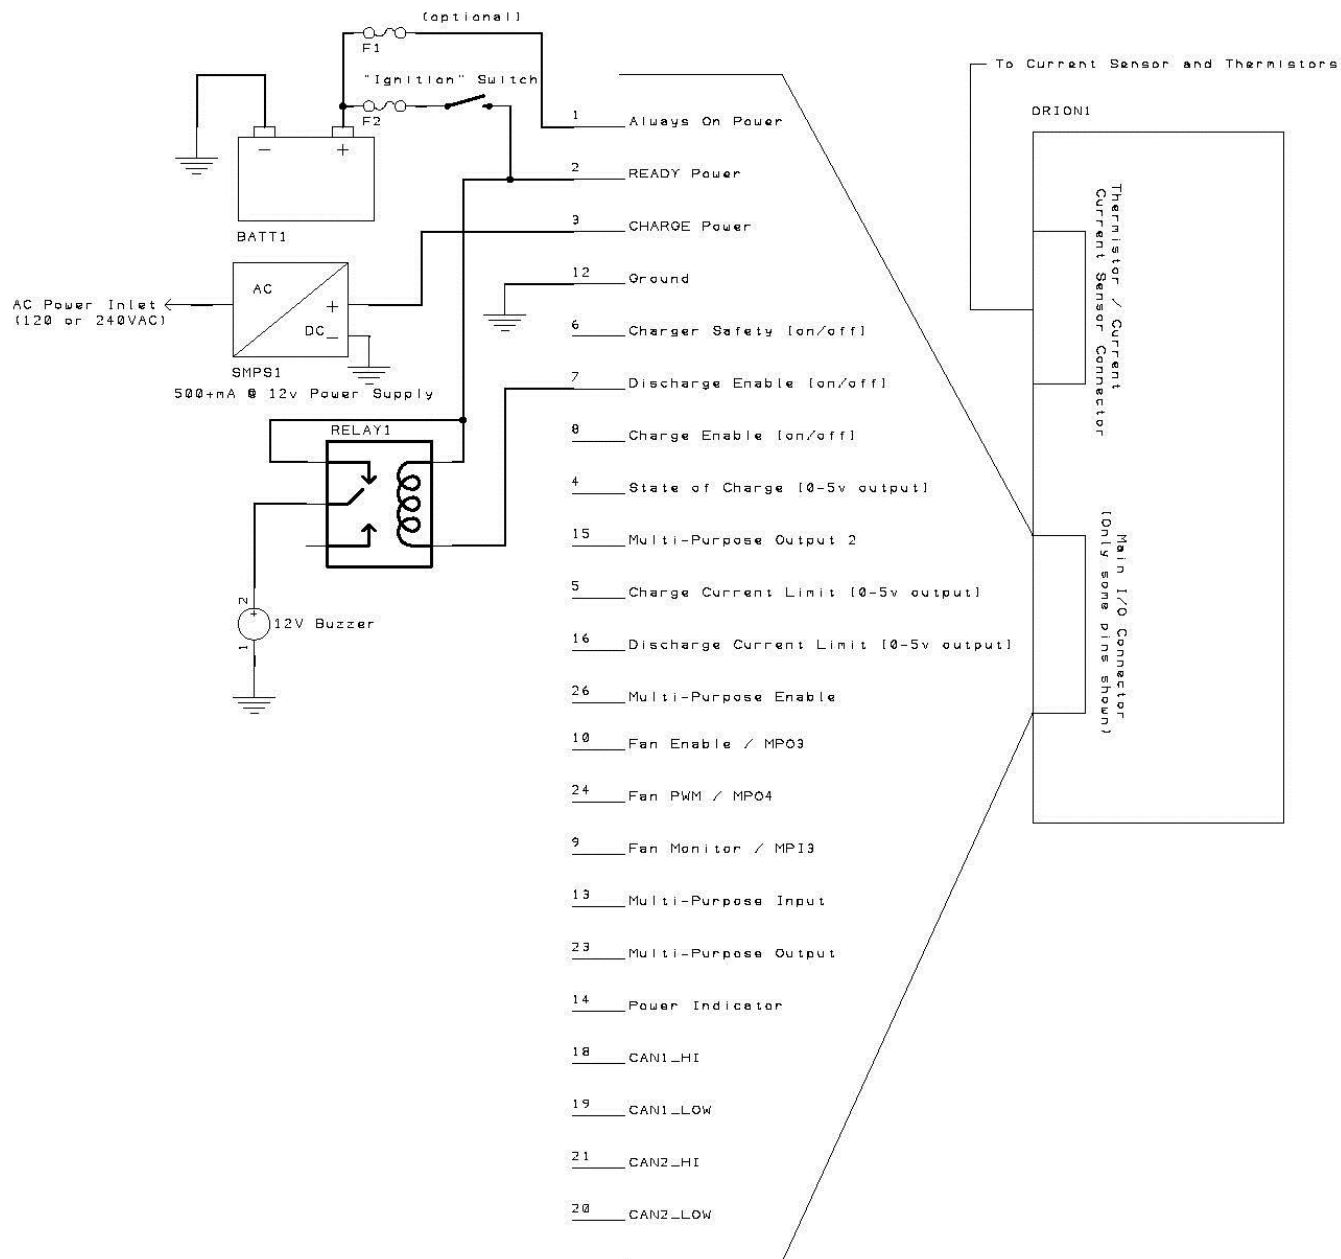 (optional)
F1
"Ignition" Switch
F2
- +
BATT1
AC
+
DC -
AC Power Inlet
(120 or 240VAC)
SMPS1
500+mA @ 12v Power Supply
RELAY1
2
+
12V Buzzer
1
1 Always On Power
2 READY Power
3 CHARGE Power
12 Ground
6 Charger Safety (on/off)
7 Discharge Enable (on/off)
8 Charge Enable (on/off)
4 State of Charge (0-5v output)
15 Multi-Purpose Output 2
5 Charge Current Limit (0-5v output)
16 Discharge Current Limit (0-5v output)
26 Multi-Purpose Enable
10 Fan Enable / MPO3
24 Fan PWM / MPO4
9 Fan Monitor / MPI3
13 Multi-Purpose Input
23 Multi-Purpose Output
14 Power Indicator
18 CAN1_HI
19 CAN1_LOW
21 CAN2_HI
20 CAN2_LOW
To Current Sensor and Thermistors
ORION1
Thermistor / Current
Current Sensor Connector
Main I/O Connector
(Only some pins shown)